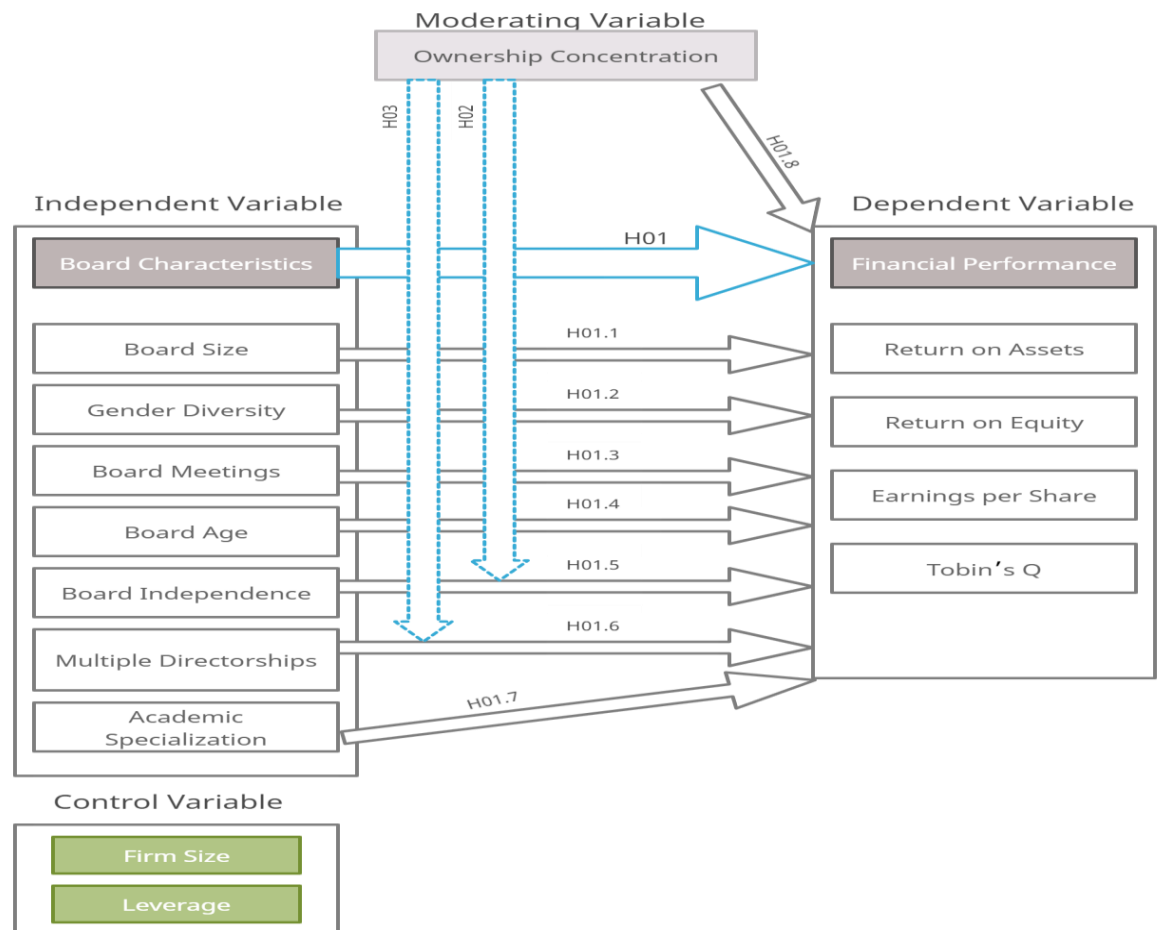 Moderating Variable
Ownership Concentration
H03
H02
H01.8
Independent Variable
Dependent Variable
Board Characteristics
H01
Financial Performance
Board Size
H01.1
Return on Assets
Gender Diversity
H01.2
Return on Equity
Board Meetings
H01.3
Earnings per Share
Board Age
H01.4
Board Independence
H01.5
Tobin’s Q
Multiple Directorships
H01.6
Academic
Specialization
H01.7
Control Variable
Firm Size
Leverage